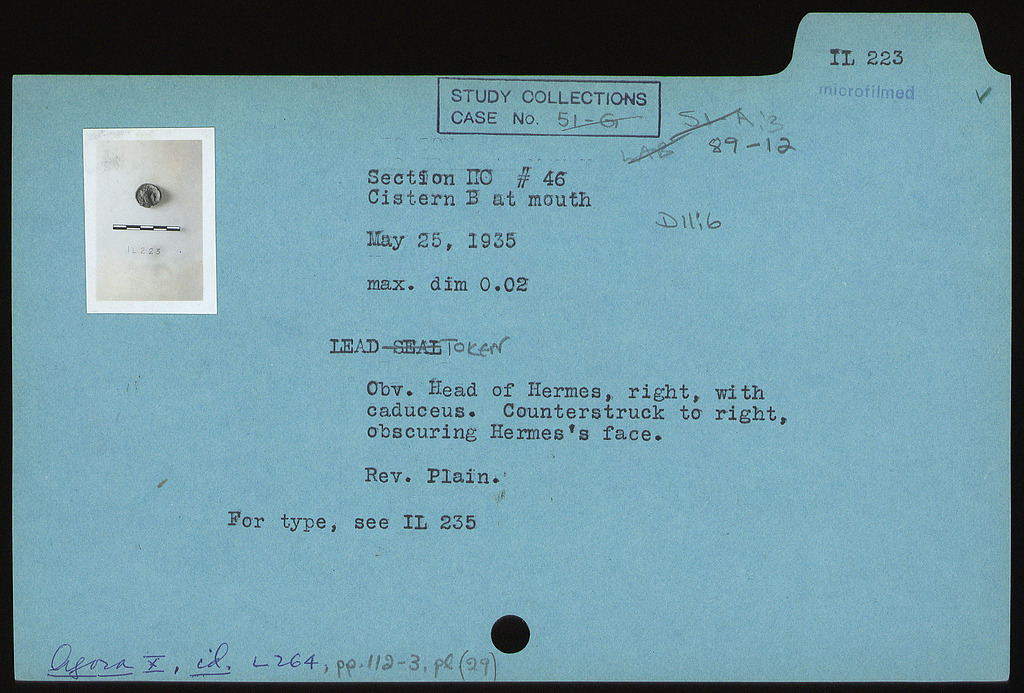 IL 223
microfilmed
STUDY COLLECTIONS
CASE No. 51-G
51 A:3
LAB 89-12
Section ΠΘ # 46
Cistern B at mouth
D11:6
May 25, 1935
max. dim 0.02
IL 223
LEAD SEAL TOKEN
Obv. Head of Hermes, right, with
caduceus. Counterstruck to right,
obscuring Hermes's face.
Rev. Plain.
For type, see IL 235
Agora X, id. L264, pp. 112-3, pl (29)